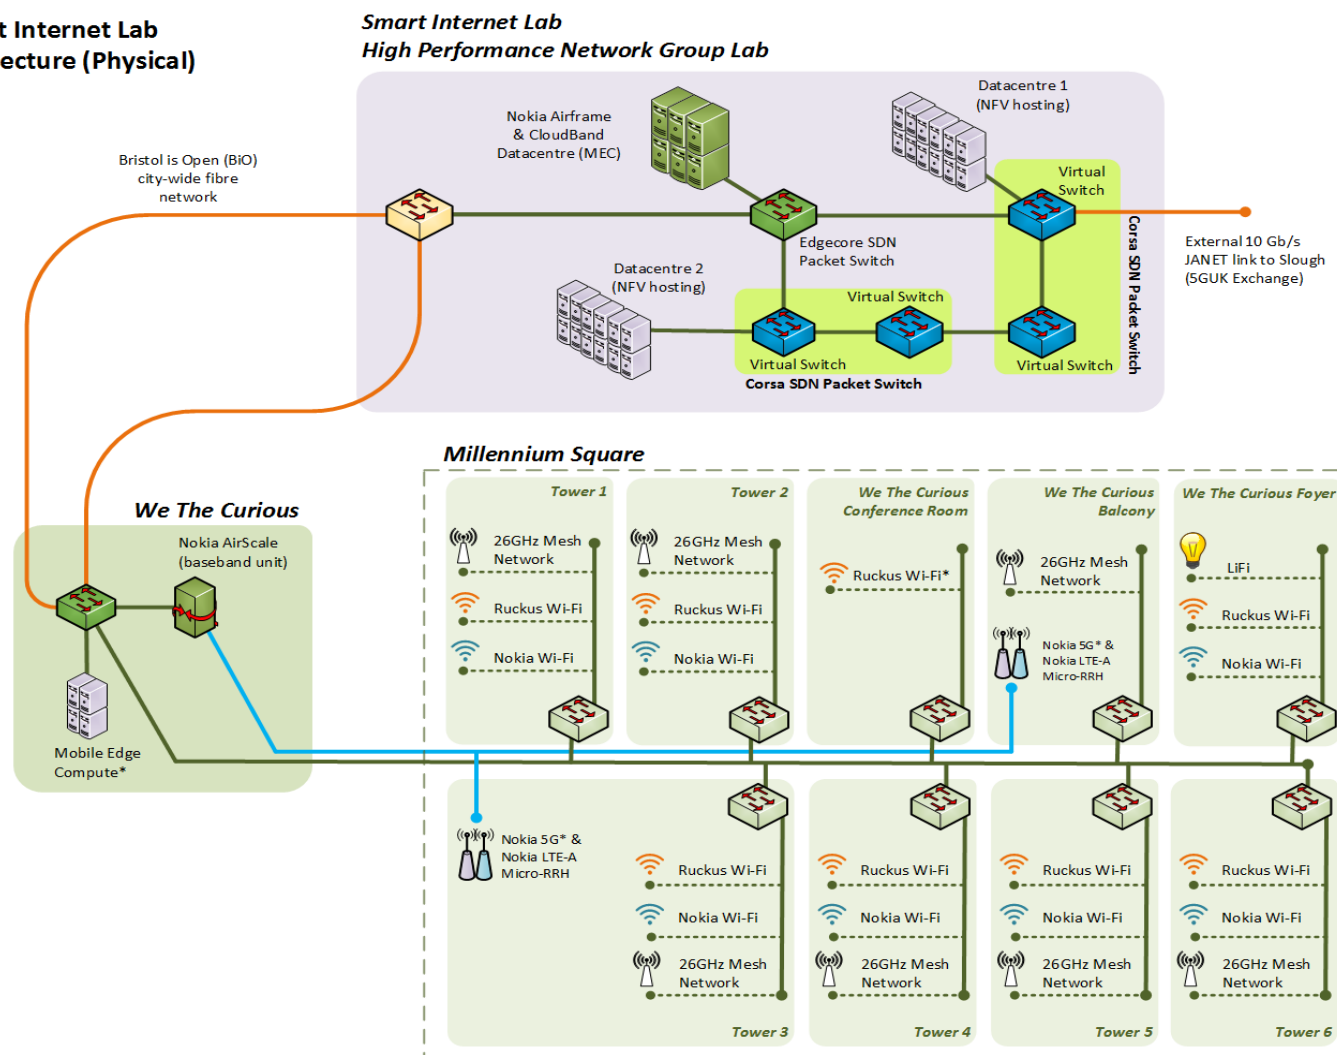 t Internet Lab
ecture (Physical)
Smart Internet Lab
High Performance Network Group Lab
Nokia Airframe
& CloudBand
Datacentre (MEC)
Datacentre 1
(NFV hosting)
Bristol is Open (BiO)
city-wide fibre
network
Virtual
Switch
Corsa SDN Packet Switch
Edgecore SDN
Packet Switch
External 10 Gb/s
JANET link to Slough
(5GUK Exchange)
Datacentre 2
(NFV hosting)
Virtual Switch
Virtual Switch
Virtual Switch
Corsa SDN Packet Switch
Millennium Square
We The Curious
Nokia AirScale
(baseband unit)
Mobile Edge
Compute*
Tower 1
26GHz Mesh
Network
Ruckus Wi-Fi
Nokia Wi-Fi
Tower 2
26GHz Mesh
Network
Ruckus Wi-Fi
Nokia Wi-Fi
We The Curious
Conference Room
Ruckus Wi-Fi*
We The Curious
Balcony
26GHz Mesh
Network
Nokia 5G* &
Nokia LTE-A
Micro-RRH
We The Curious Foyer
LiFi
Ruckus Wi-Fi
Nokia Wi-Fi
Nokia 5G* &
Nokia LTE-A
Micro-RRH
Ruckus Wi-Fi
Nokia Wi-Fi
26GHz Mesh
Network
Tower 3
Ruckus Wi-Fi
Nokia Wi-Fi
26GHz Mesh
Network
Tower 4
Ruckus Wi-Fi
Nokia Wi-Fi
26GHz Mesh
Network
Tower 5
Ruckus Wi-Fi
Nokia Wi-Fi
26GHz Mesh
Network
Tower 6